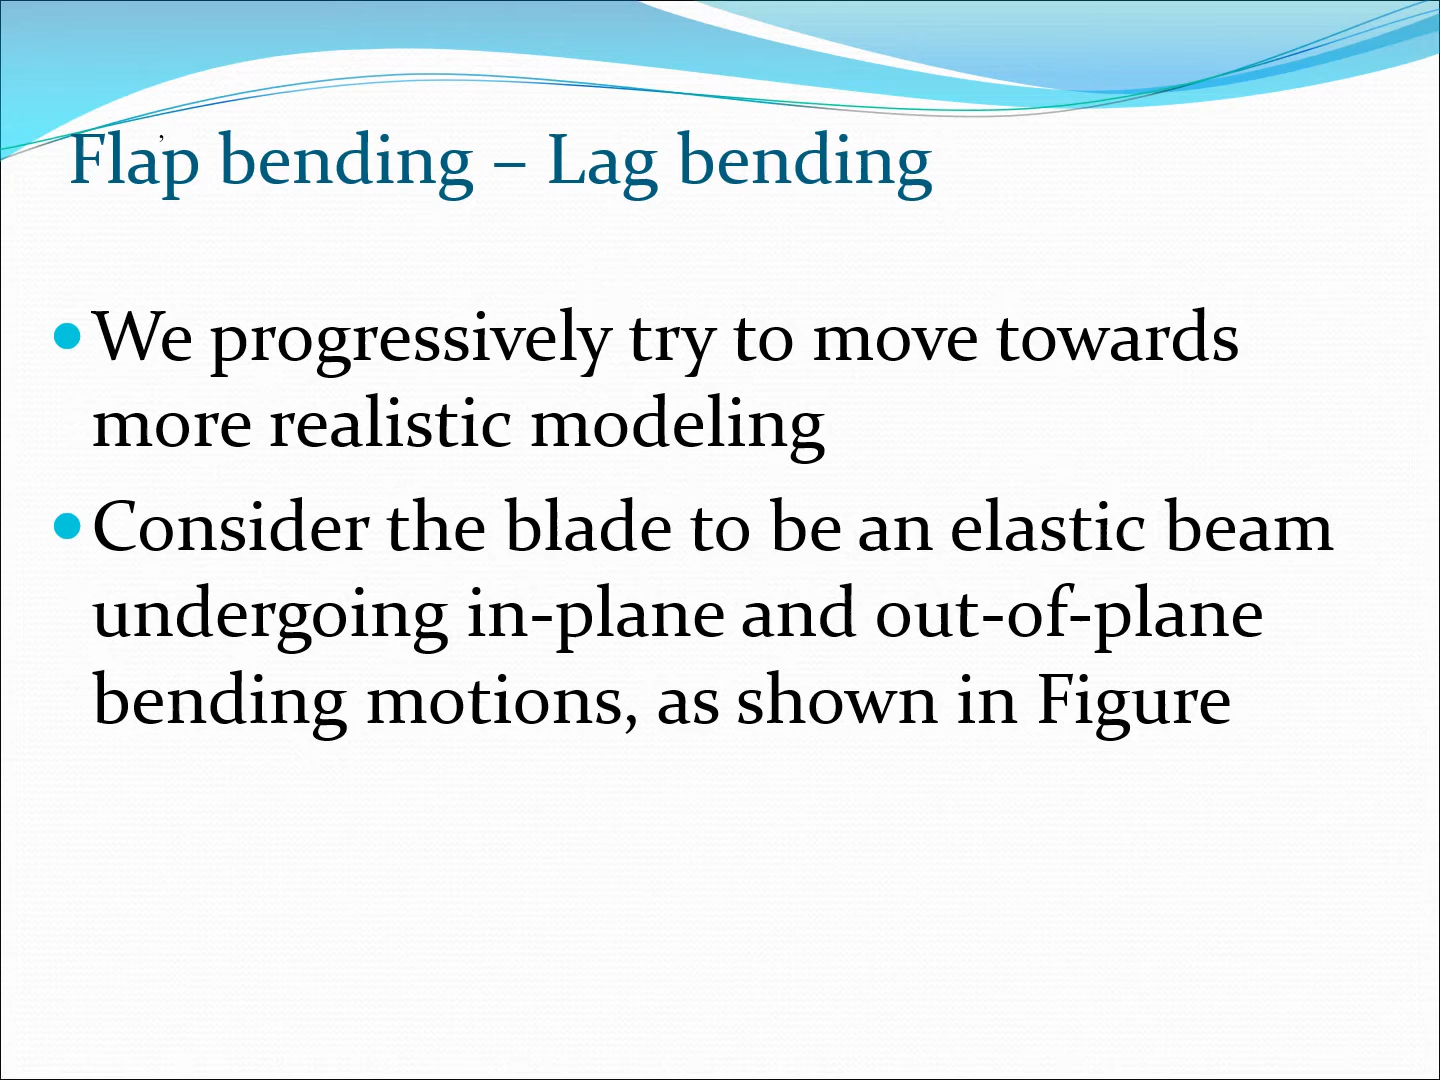 Flap bending – Lag bending
,
• We progressively try to move towards
more realistic modeling
• Consider the blade to be an elastic beam
undergoing in-plane and out-of-plane
bending motions, as shown in Figure